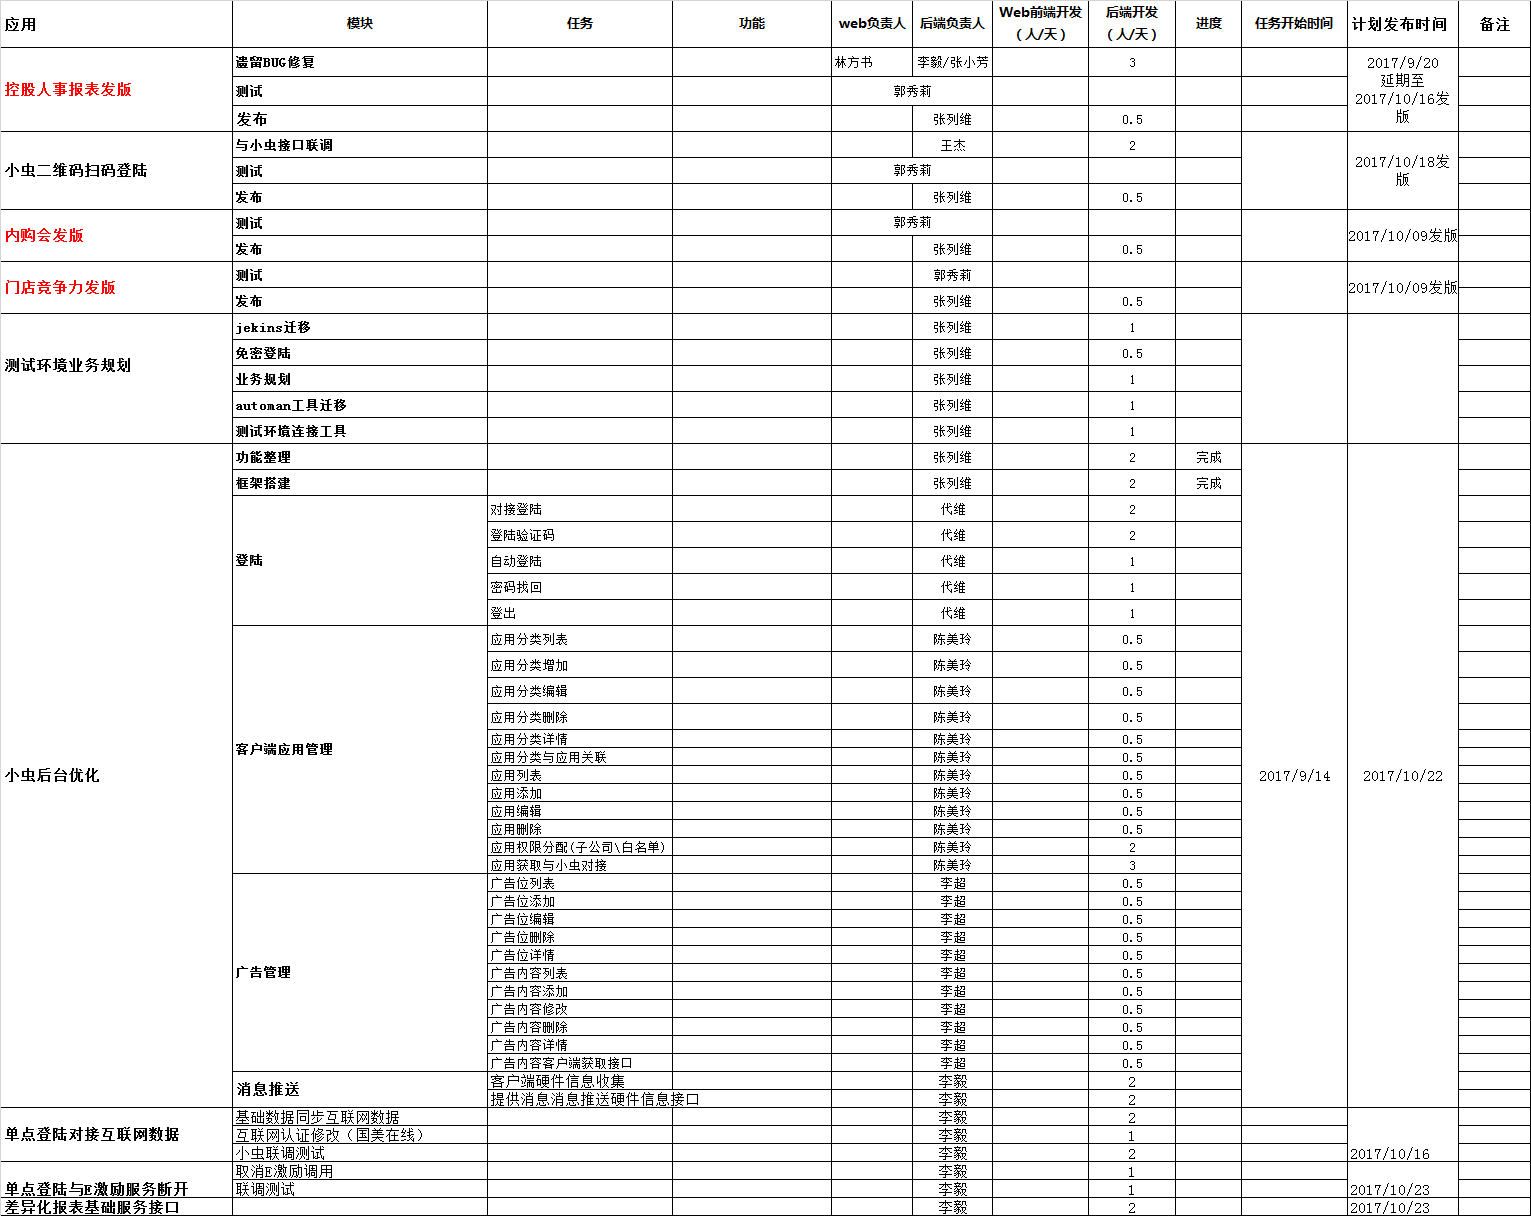 应用 模块 任务 功能 web负责人 后端负责人 Web前端开发（人/天） 后端开发（人/天） 进度 任务开始时间 计划发布时间 备注
控股人事报表发版 遗留BUG修复 林方书 李毅/张小芳 3 2017/9/20
延期至
2017/10/16发
版
测试 郭秀莉
发布 张列维 0.5
小虫二维码扫码登陆 与小虫接口联调 王杰 2 2017/10/18发
版
测试 郭秀莉
发布 张列维 0.5
内购会发版 测试 郭秀莉 2017/10/09发版
发布 张列维 0.5
门店竞争力发版 测试 郭秀莉 2017/10/09发版
发布 张列维 0.5
测试环境业务规划 jekins迁移 张列维 1
免密登陆 张列维 0.5
业务规划 张列维 1
automan工具迁移 张列维 1
测试环境连接工具 张列维 1
小虫后台优化 功能整理 张列维 2 完成 2017/9/14 2017/10/22
框架搭建 张列维 2 完成
登陆 对接登陆 代维 2
登陆验证码 代维 2
自动登陆 代维 1
密码找回 代维 1
登出 代维 1
客户端应用管理 应用分类列表 陈美玲 0.5
应用分类增加 陈美玲 0.5
应用分类编辑 陈美玲 0.5
应用分类删除 陈美玲 0.5
应用分类详情 陈美玲 0.5
应用分类与应用关联 陈美玲 0.5
应用列表 陈美玲 0.5
应用添加 陈美玲 0.5
应用编辑 陈美玲 0.5
应用删除 陈美玲 0.5
应用权限分配(子公司\白名单) 陈美玲 2
应用获取与小虫对接 陈美玲 3
广告管理 广告位列表 李超 0.5
广告位添加 李超 0.5
广告位编辑 李超 0.5
广告位删除 李超 0.5
广告位详情 李超 0.5
广告内容列表 李超 0.5
广告内容添加 李超 0.5
广告内容修改 李超 0.5
广告内容删除 李超 0.5
广告内容详情 李超 0.5
广告内容客户端获取接口 李超 0.5
消息推送 客户端硬件信息收集 李毅 2
提供消息消息推送硬件信息接口 李毅 2
单点登陆对接互联网数据 基础数据同步互联网数据 李毅 2 2017/10/16
互联网认证修改（国美在线） 李毅 1
小虫联调测试 李毅 2
单点登陆与E激励服务断开 取消E激励调用 李毅 1 2017/10/23
联调测试 李毅 1
差异化报表基础服务接口 李毅 2 2017/10/23